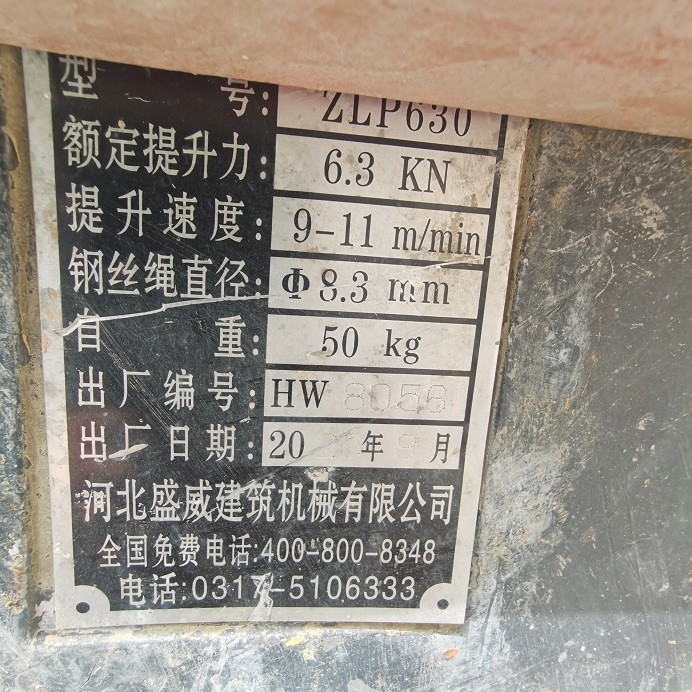 型号: ZLP630
额定提升力: 6.3 KN
提升速度: 9-11 m/min
钢丝绳直径: Φ8.3 mm
自重: 50 kg
出厂编号: HW 8056
出厂日期: 20 年 月
河北盛威建筑机械有限公司
全国免费电话:400-800-8348
电话:0317-5106333